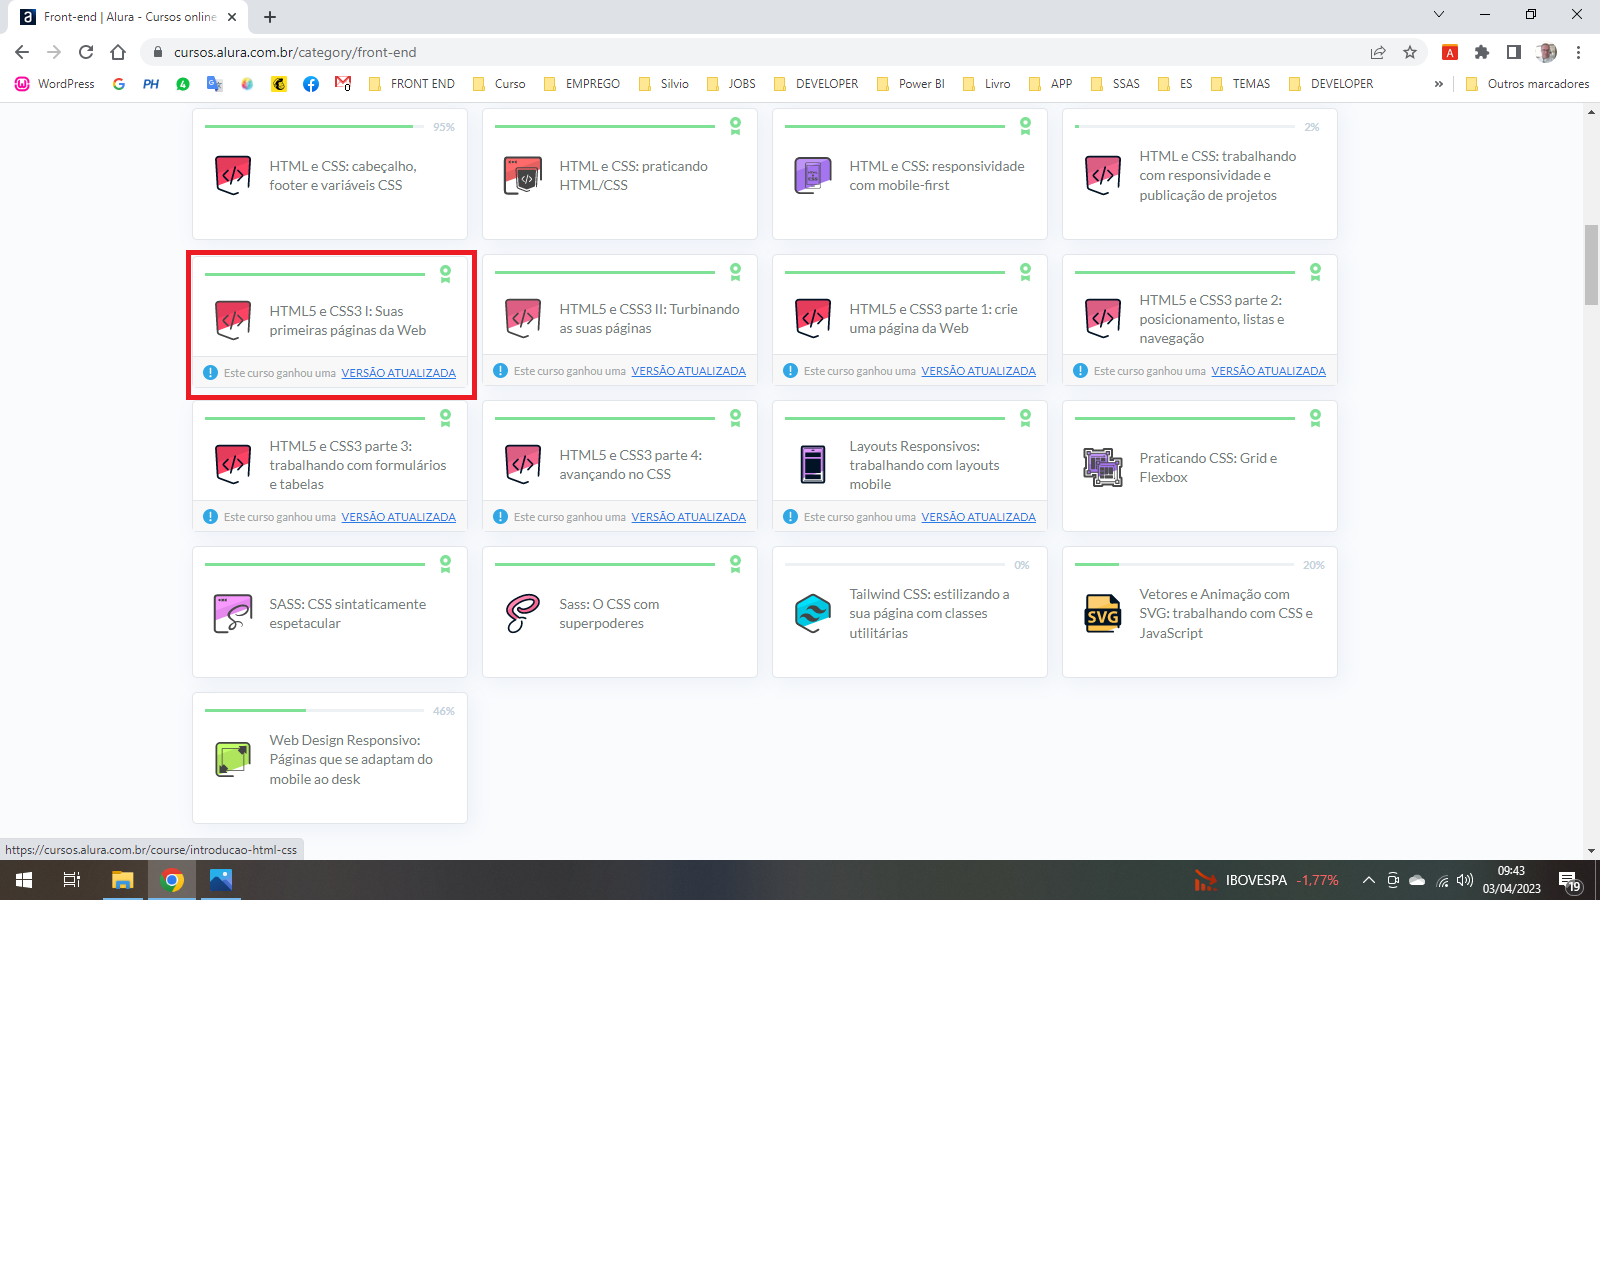 Front-end | Alura - Cursos online
cursos.alura.com.br/category/front-end
WordPress
PH
FRONT END
Curso
EMPREGO
Silvio
JOBS
DEVELOPER
Power BI
Livro
APP
SSAS
ES
TEMAS
DEVELOPER
»
Outros marcadores
95%
HTML e CSS: cabeçalho,
footer e variáveis CSS
HTML e CSS: praticando
HTML/CSS
HTML e CSS: responsividade
com mobile-first
2%
HTML e CSS: trabalhando
com responsividade e
publicação de projetos
HTML5 e CSS3 I: Suas
primeiras páginas da Web
Este curso ganhou uma VERSÃO ATUALIZADA
HTML5 e CSS3 II: Turbinando
as suas páginas
Este curso ganhou uma VERSÃO ATUALIZADA
HTML5 e CSS3 parte 1: crie
uma página da Web
Este curso ganhou uma VERSÃO ATUALIZADA
HTML5 e CSS3 parte 2:
posicionamento, listas e
navegação
Este curso ganhou uma VERSÃO ATUALIZADA
HTML5 e CSS3 parte 3:
trabalhando com formulários
e tabelas
Este curso ganhou uma VERSÃO ATUALIZADA
HTML5 e CSS3 parte 4:
avançando no CSS
Este curso ganhou uma VERSÃO ATUALIZADA
Layouts Responsivos:
trabalhando com layouts
mobile
Este curso ganhou uma VERSÃO ATUALIZADA
Praticando CSS: Grid e
Flexbox
SASS: CSS sintaticamente
espetacular
Sass: O CSS com
superpoderes
0%
Tailwind CSS: estilizando a
sua página com classes
utilitárias
20%
SVG
Vetores e Animação com
SVG: trabalhando com CSS e
JavaScript
46%
Web Design Responsivo:
Páginas que se adaptam do
mobile ao desk
https://cursos.alura.com.br/course/introducao-html-css
IBOVESPA -1,77%
09:43
03/04/2023
19